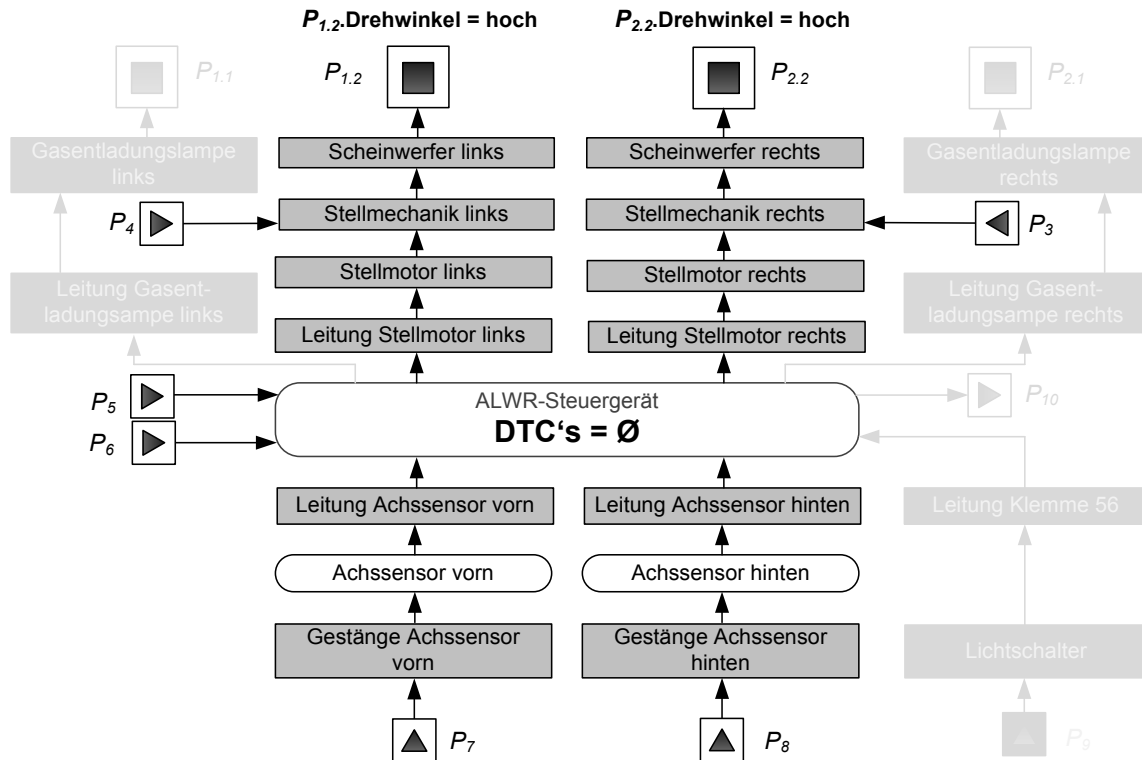 P1.2.Drehwinkel = hoch
P2.2.Drehwinkel = hoch
P1.1
P1.2
P2.2
P2.1
Gasentladungslampe
links
Scheinwerfer links
Scheinwerfer rechts
Gasentladungslampe
rechts
P4
Stellmechanik links
Stellmechanik rechts
P3
Leitung Gasent-
ladungsampe links
Stellmotor links
Stellmotor rechts
Leitung Gasent-
ladungsampe rechts
Leitung Stellmotor links
Leitung Stellmotor rechts
P5
P6
ALWR-Steuergerät
DTC‘s = Ø
P10
Leitung Achssensor vorn
Leitung Achssensor hinten
Leitung Klemme 56
Achssensor vorn
Achssensor hinten
Gestänge Achssensor
vorn
Gestänge Achssensor
hinten
Lichtschalter
P7
P8
P9